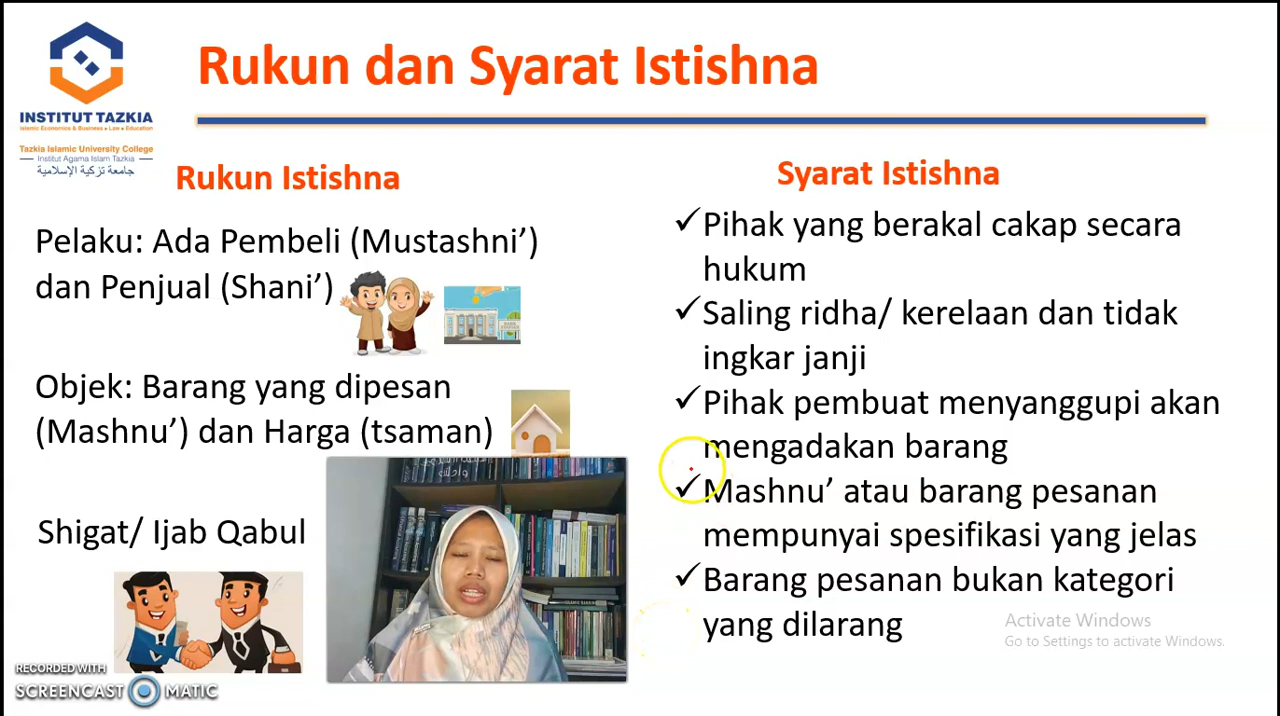 Rukun dan Syarat Istishna
INSTITUT TAZKIA
Islamic Economics & Business • Law • Education
Tazkia Islamic University College
Institut Agama Islam Tazkia
جامعة تزكية الإسلامية
Rukun Istishna
Pelaku: Ada Pembeli (Mustashni’)
dan Penjual (Shani’)
Objek: Barang yang dipesan
(Mashnu’) dan Harga (tsaman)
Shigat/ Ijab Qabul
Syarat Istishna
✓Pihak yang berakal cakap secara
hukum
✓Saling ridha/ kerelaan dan tidak
ingkar janji
✓Pihak pembuat menyanggupi akan
mengadakan barang
✓Mashnu’ atau barang pesanan
mempunyai spesifikasi yang jelas
✓Barang pesanan bukan kategori
yang dilarang
Activate Windows
Go to Settings to activate Windows.
RECORDED WITH
SCREENCAST MATIC